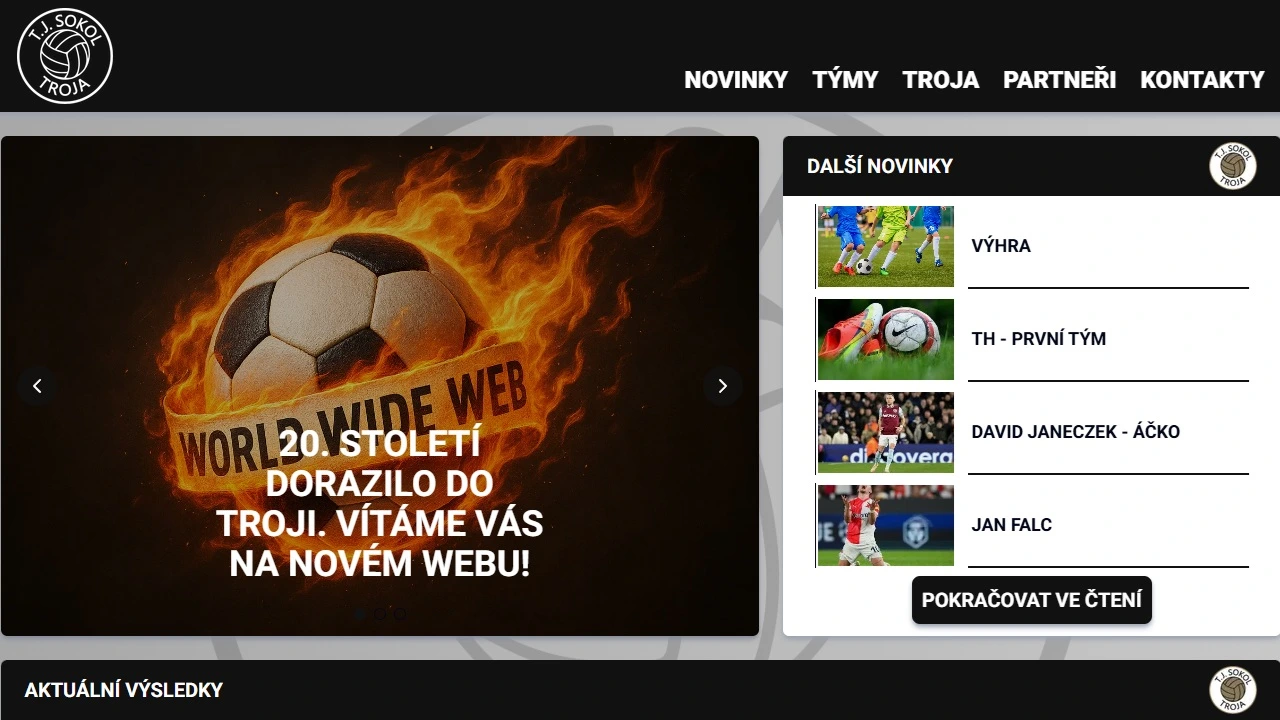 T.J. SOKOL
TROJA
NOVINKY TÝMY TROJA PARTNEŘI KONTAKTY
WORLD WIDE WEB
20. STOLETÍ
DORAZILO DO
TROJI. VÍTÁME VÁS
NA NOVÉM WEBU!
DALŠÍ NOVINKY
T.J. SOKOL
TROJA
VÝHRA
TH - PRVNÍ TÝM
DAVID JANECZEK - ÁČKO
JAN FALC
POKRAČOVAT VE ČTENÍ
AKTUÁLNÍ VÝSLEDKY
T.J. SOKOL
TROJA